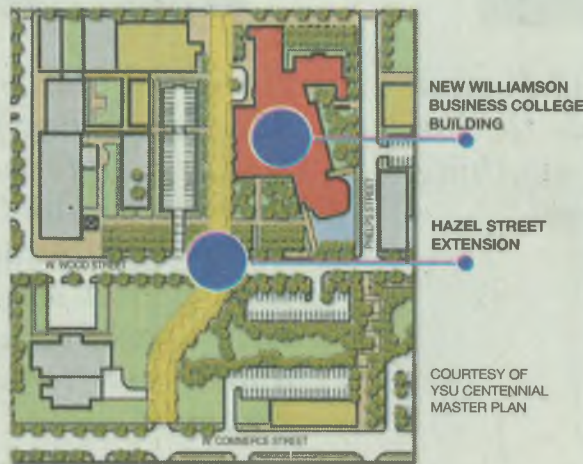 NEW WILLIAMSON
BUSINESS COLLEGE
BUILDING
PHELPS STREET
HAZEL STREET
EXTENSION
W. WOOD STREET
COURTESY OF
YSU CENTENNIAL
MASTER PLAN
W. COMMERCE STREET